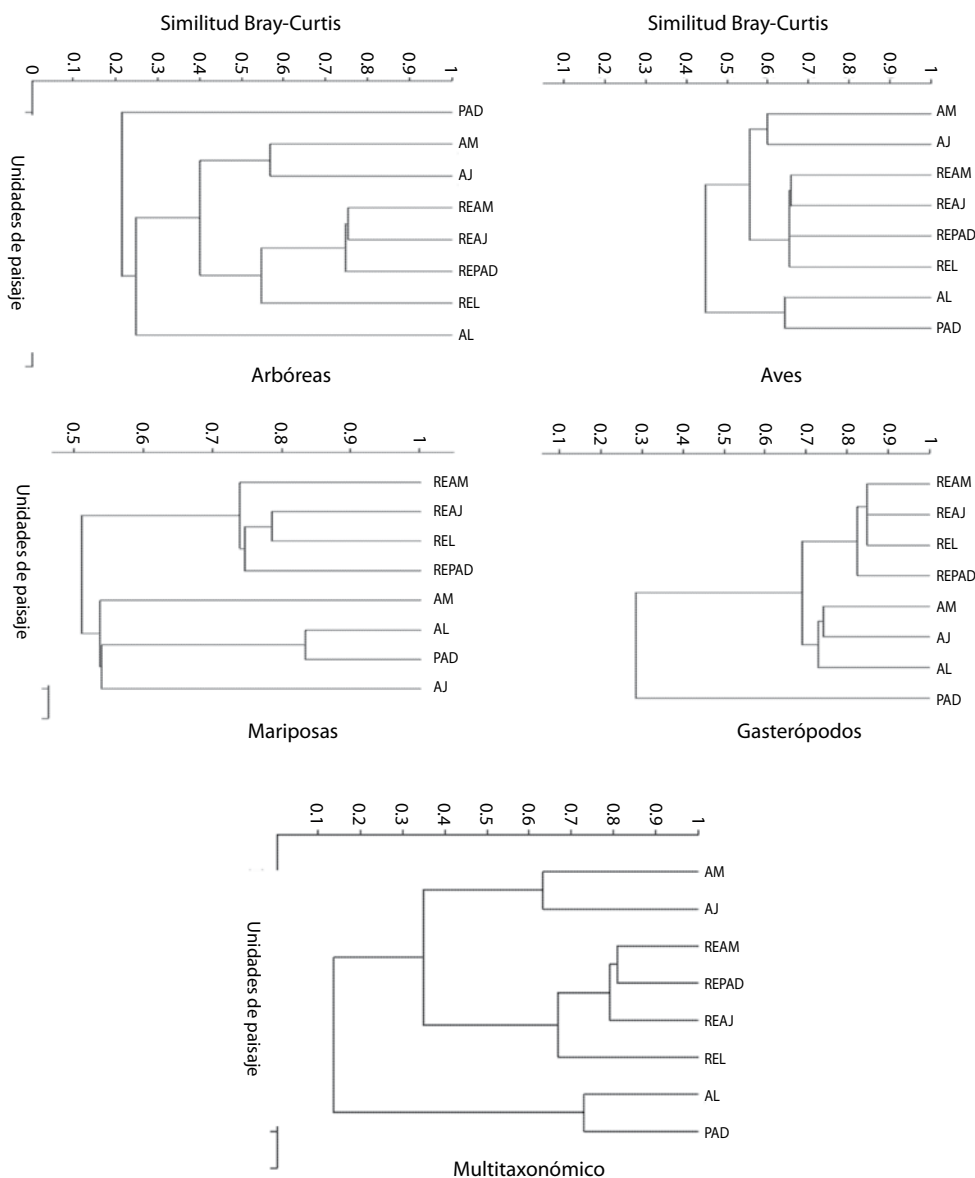 Similitud Bray-Curtis
0
0.1
0.2
0.3
0.4
0.5
0.6
0.7
0.8
0.9
1
PAD
AM
AJ
REAM
REAJ
REPAD
REL
AL
Unidades de paisaje
Arbóreas
Similitud Bray-Curtis
0.1
0.2
0.3
0.4
0.5
0.6
0.7
0.8
0.9
1
AM
AJ
REAM
REAJ
REPAD
REL
AL
PAD
Aves
0.5
0.6
0.7
0.8
0.9
1
REAM
REAJ
REL
REPAD
AM
AL
PAD
AJ
Unidades de paisaje
Mariposas
0.1
0.2
0.3
0.4
0.5
0.6
0.7
0.8
0.9
1
REAM
REAJ
REL
REPAD
AM
AJ
AL
PAD
Gasterópodos
0.1
0.2
0.3
0.4
0.5
0.6
0.7
0.8
0.9
1
AM
AJ
REAM
REPAD
REAJ
REL
AL
PAD
Unidades de paisaje
Multitaxonómico